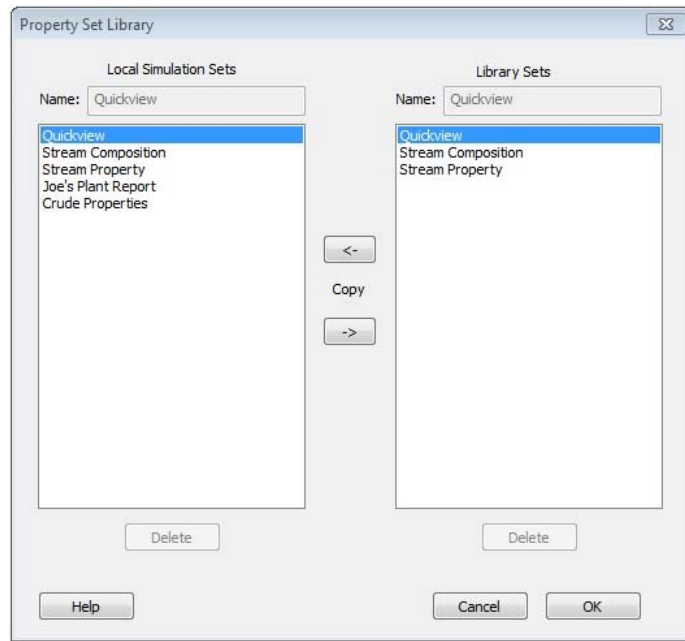 Property Set Library
Local Simulation Sets
Name: Quickview
Quickview
Stream Composition
Stream Property
Joe's Plant Report
Crude Properties
Delete
<-
Copy
->
Library Sets
Name: Quickview
Quickview
Stream Composition
Stream Property
Delete
Help
Cancel
OK